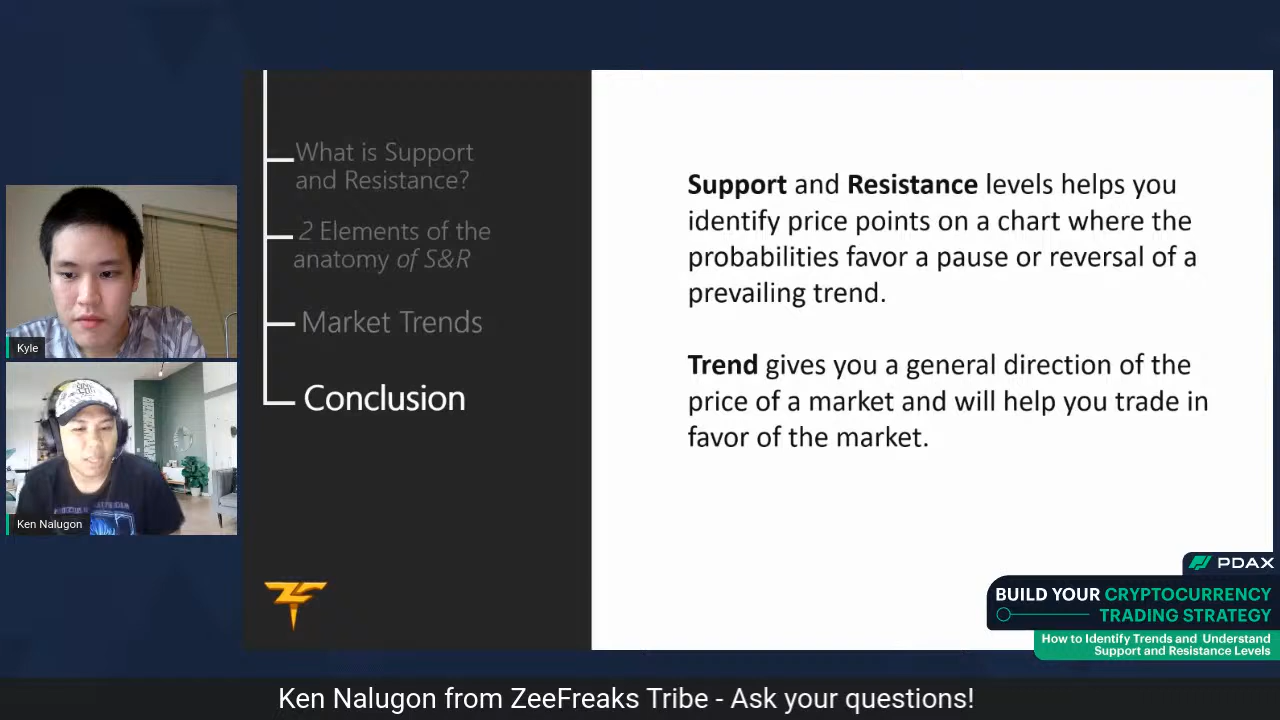 What is Support
and Resistance?
2 Elements of the
anatomy of S&R
Market Trends
Conclusion
Support and Resistance levels helps you
identify price points on a chart where the
probabilities favor a pause or reversal of a
prevailing trend.
Trend gives you a general direction of the
price of a market and will help you trade in
favor of the market.
Kyle
Ken Nalugon
ZF
PDAX
BUILD YOUR CRYPTOCURRENCY
TRADING STRATEGY
How to Identify Trends and Understand
Support and Resistance Levels
Ken Nalugon from ZeeFreaks Tribe - Ask your questions!